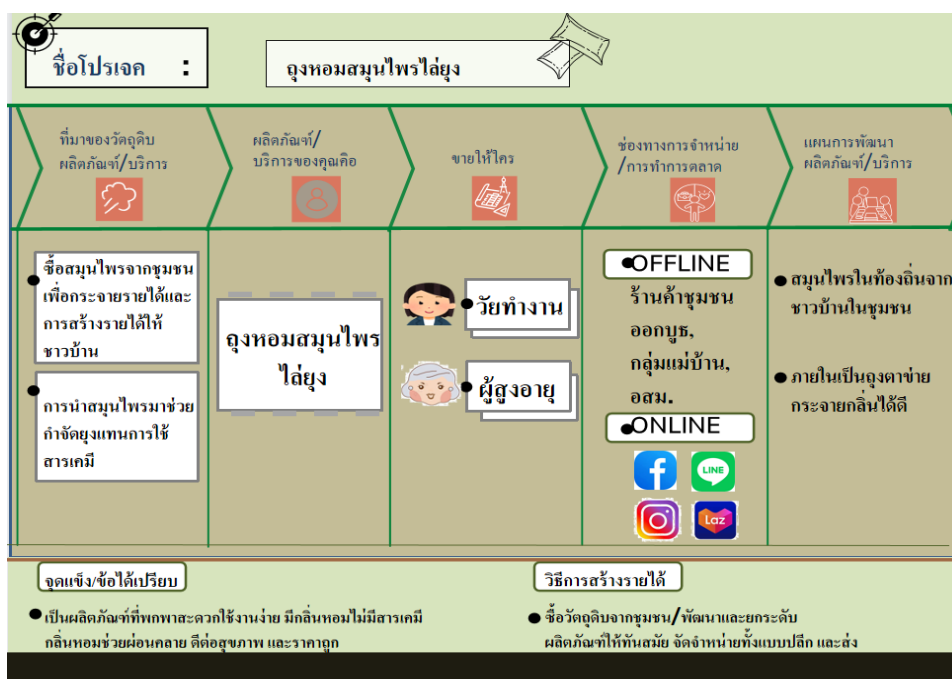 ชื่อโปรเจค :
ถุงหอมสมุนไพรไล่ยุง
ที่มาของวัตถุดิบ
ผลิตภัณฑ์/บริการ
ผลิตภัณฑ์/
บริการของคุณคือ
ขายให้ใคร
ช่องทางการจำหน่าย
/การทำการตลาด
แผนการพัฒนา
ผลิตภัณฑ์/บริการ
ซื้อสมุนไพรจากชุมชน
เพื่อกระจายรายได้และ
การสร้างรายได้ให้
ชาวบ้าน
การนำสมุนไพรมาช่วย
กำจัดยุงแทนการใช้
สารเคมี
ถุงหอมสมุนไพร
ไล่ยุง
วัยทำงาน
ผู้สูงอายุ
OFFLINE
ร้านค้าชุมชน
ออกบูธ,
กลุ่มแม่บ้าน,
อสม.
ONLINE
LINE
Laz
สมุนไพรในท้องถิ่นจาก
ชาวบ้านในชุมชน
ภายในเป็นถุงตาข่าย
กระจายกลิ่นได้ดี
จุดแข็ง/ข้อได้เปรียบ
เป็นผลิตภัณฑ์ที่พกพาสะดวกใช้งานง่าย มีกลิ่นหอมไม่มีสารเคมี
กลิ่นหอมช่วยผ่อนคลาย ดีต่อสุขภาพ และราคาถูก
วิธีการสร้างรายได้
ซื้อวัตถุดิบจากชุมชน/พัฒนาและยกระดับ
ผลิตภัณฑ์ให้ทันสมัย จัดจำหน่ายทั้งแบบปลีก และส่ง